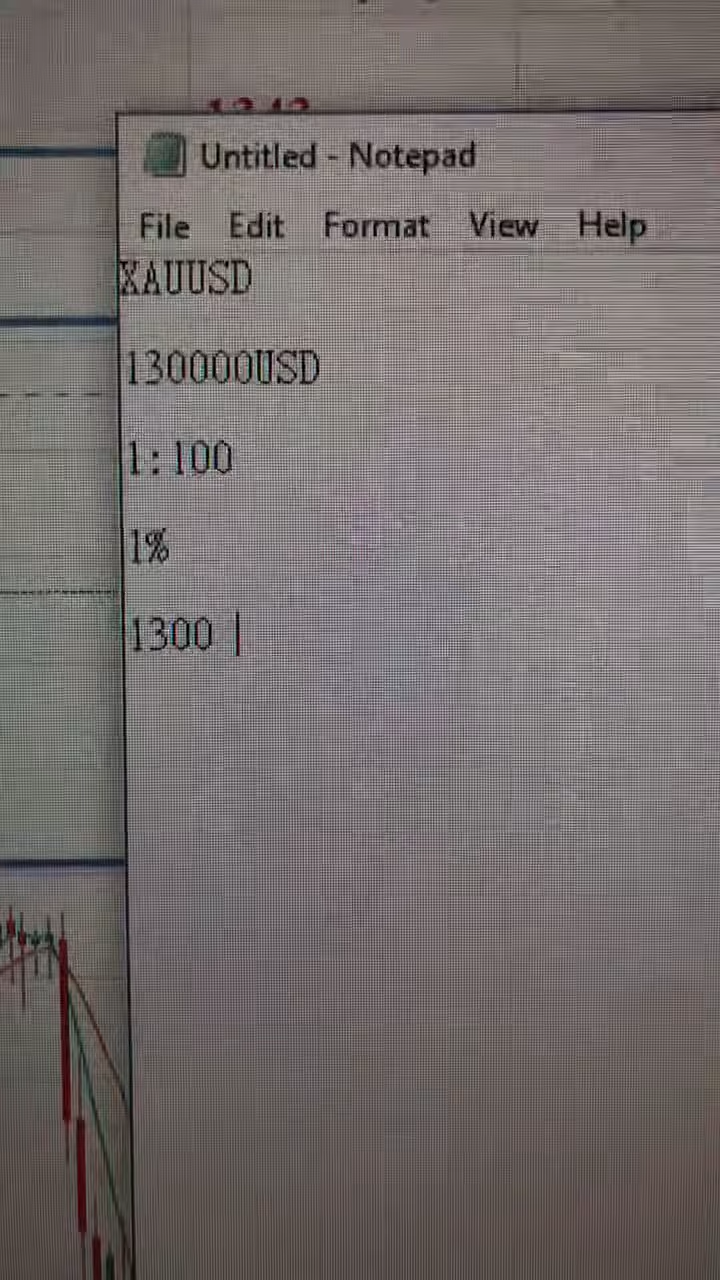 Untitled - Notepad
File Edit Format View Help
XAUUSD
130000USD
1:100
1%
1300